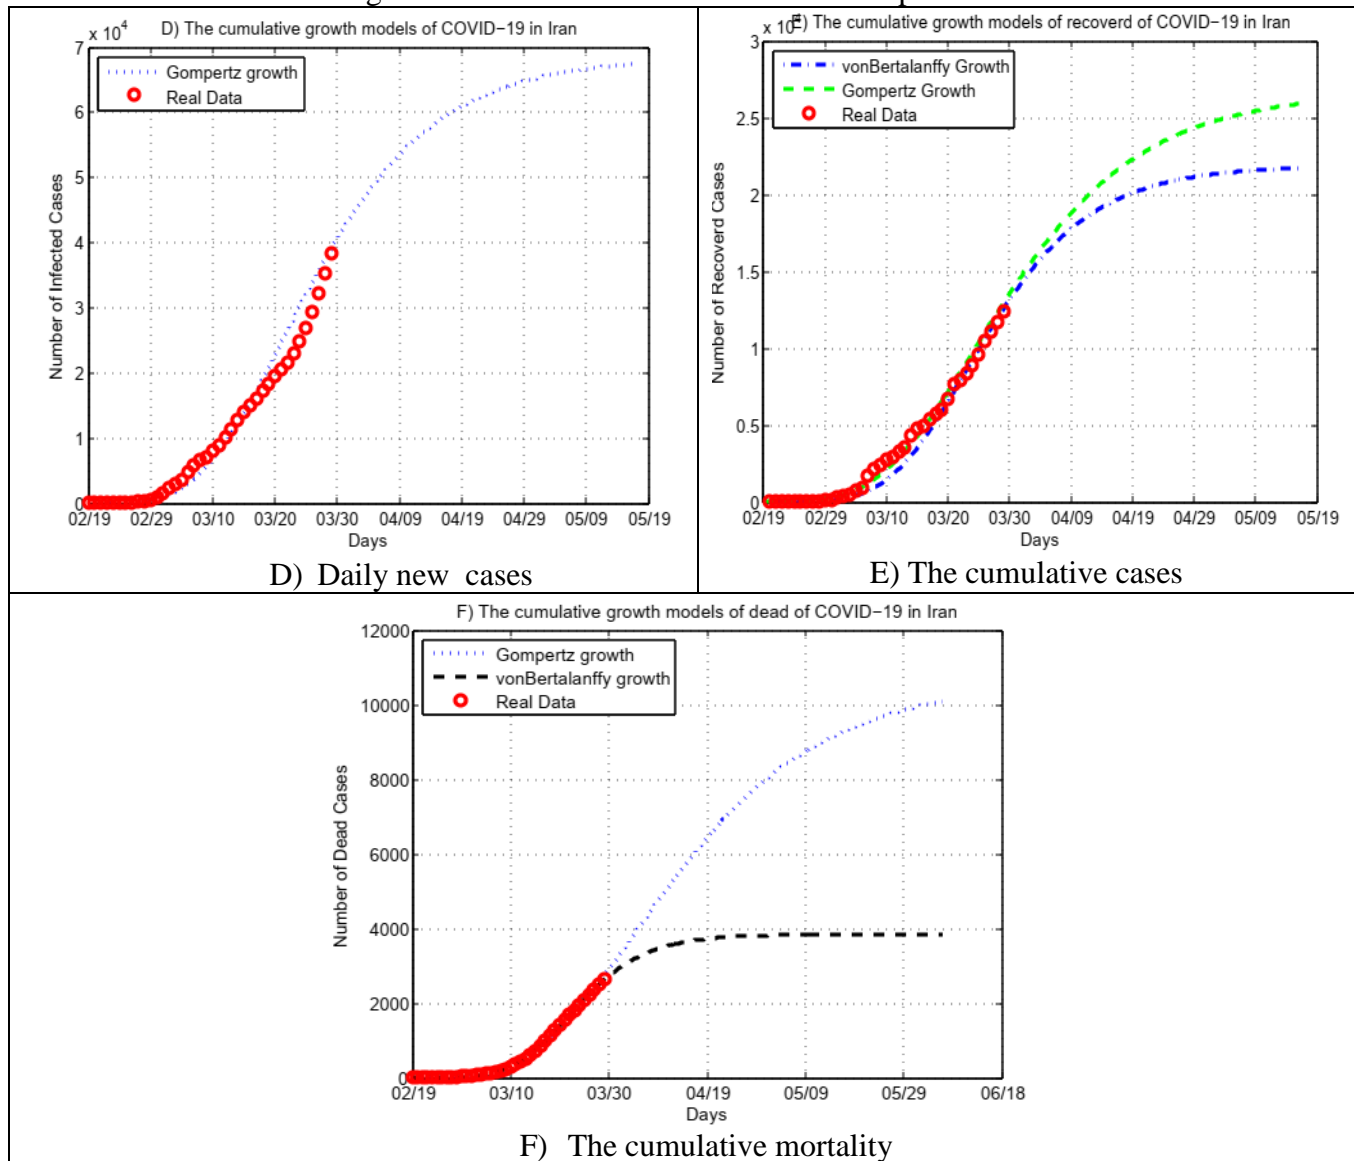 D) The cumulative growth models of COVID−19 in Iran
x 10⁴
Gompertz growth
Real Data
Number of Infected Cases
7
6
5
4
3
2
1
0
02/19 02/29 03/10 03/20 03/30 04/09 04/19 04/29 05/09 05/19
Days
D) Daily new cases
E) The cumulative growth models of recoverd of COVID−19 in Iran
x 10
vonBertalanffy Growth
Gompertz Growth
Real Data
Number of Recoverd Cases
3
2.5
2
1.5
1
0.5
0
02/19 02/29 03/10 03/20 03/30 04/09 04/19 04/29 05/09 05/19
Days
E) The cumulative cases
F) The cumulative growth models of dead of COVID−19 in Iran
Gompertz growth
vonBertalanffy growth
Real Data
Number of Dead Cases
12000
10000
8000
6000
4000
2000
0
02/19 03/10 03/30 04/19 05/09 05/29 06/18
Days
F) The cumulative mortality